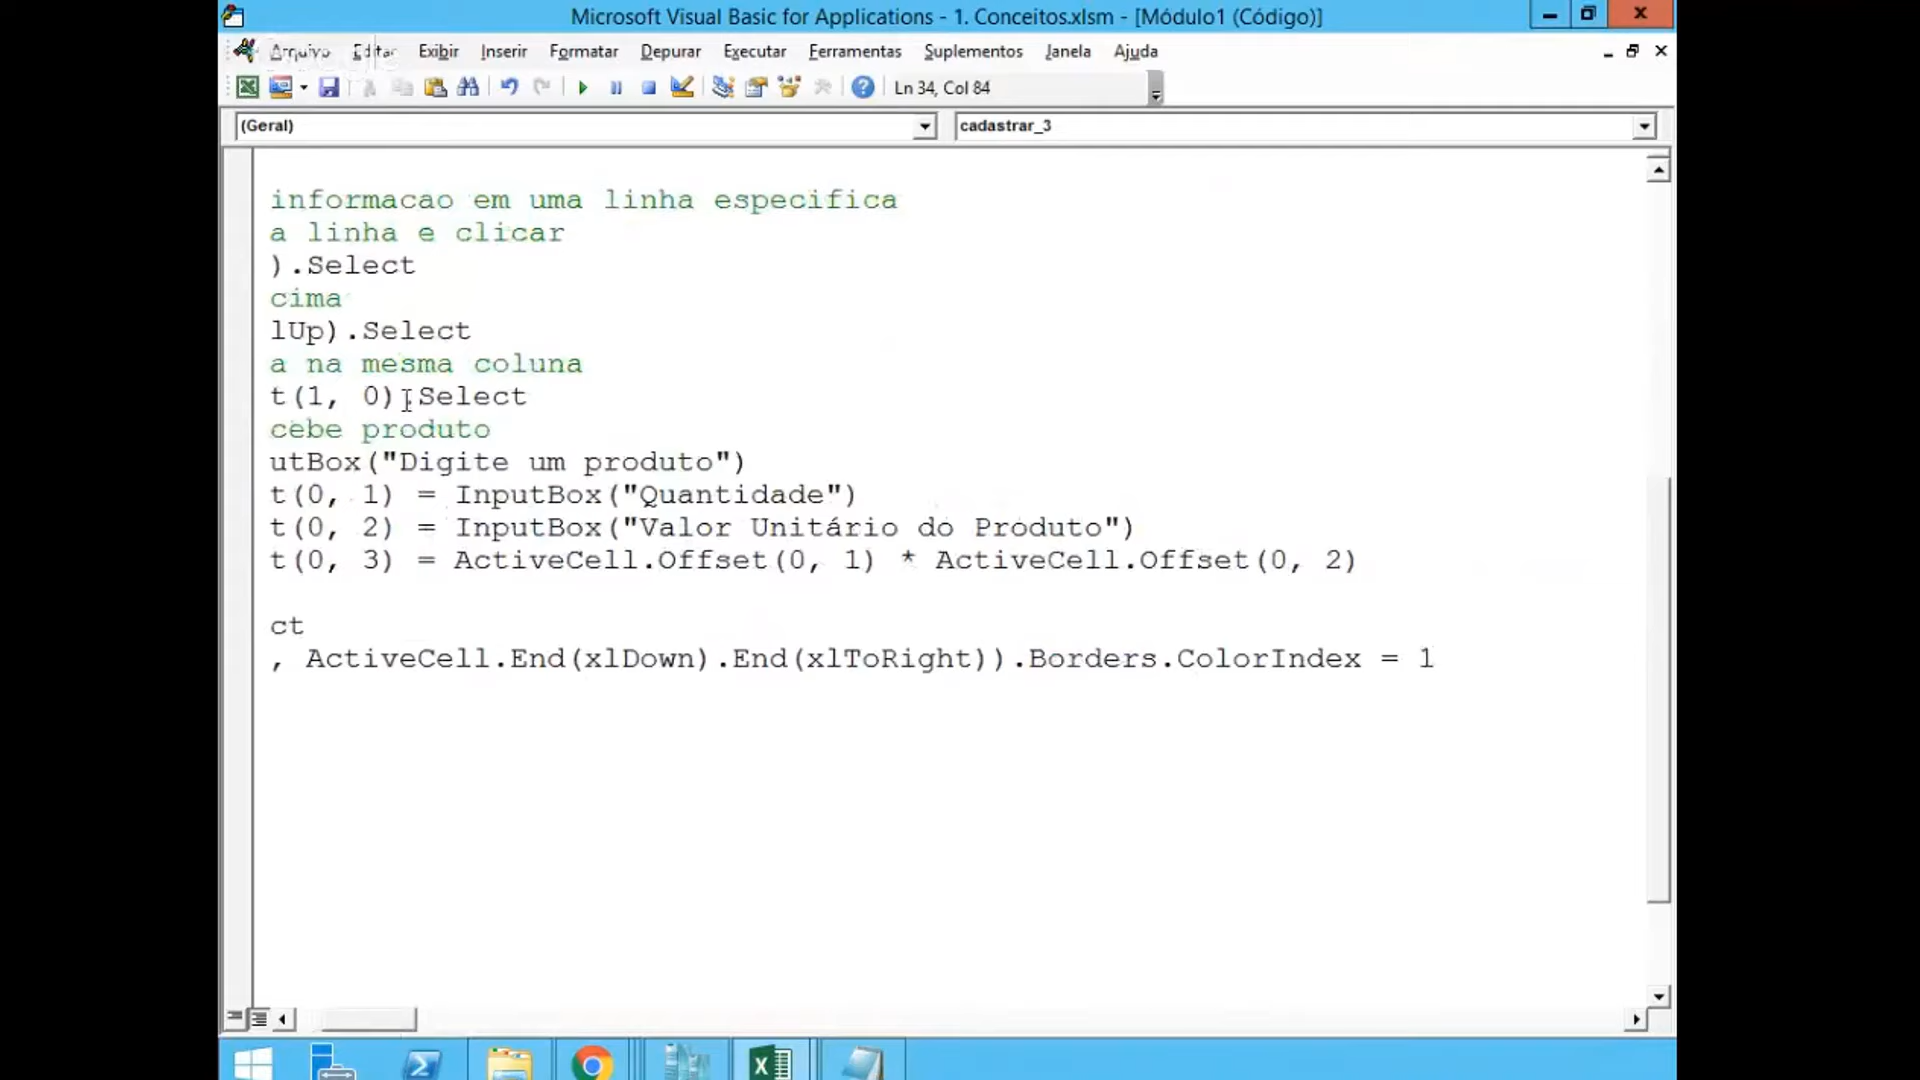 Microsoft Visual Basic for Applications - 1. Conceitos.xlsm - [Módulo1 (Código)]
Arquivo Editar Exibir Inserir Formatar Depurar Executar Ferramentas Suplementos Janela Ajuda
Ln 34, Col 84
(Geral) cadastrar_3
informacao em uma linha especifica
a linha e clicar
).Select
cima
lUp).Select
a na mesma coluna
t(1, 0).Select
cebe produto
utBox("Digite um produto")
t(0, 1) = InputBox("Quantidade")
t(0, 2) = InputBox("Valor Unitário do Produto")
t(0, 3) = ActiveCell.Offset(0, 1) * ActiveCell.Offset(0, 2)
ct
, ActiveCell.End(xlDown).End(xlToRight)).Borders.ColorIndex = 1